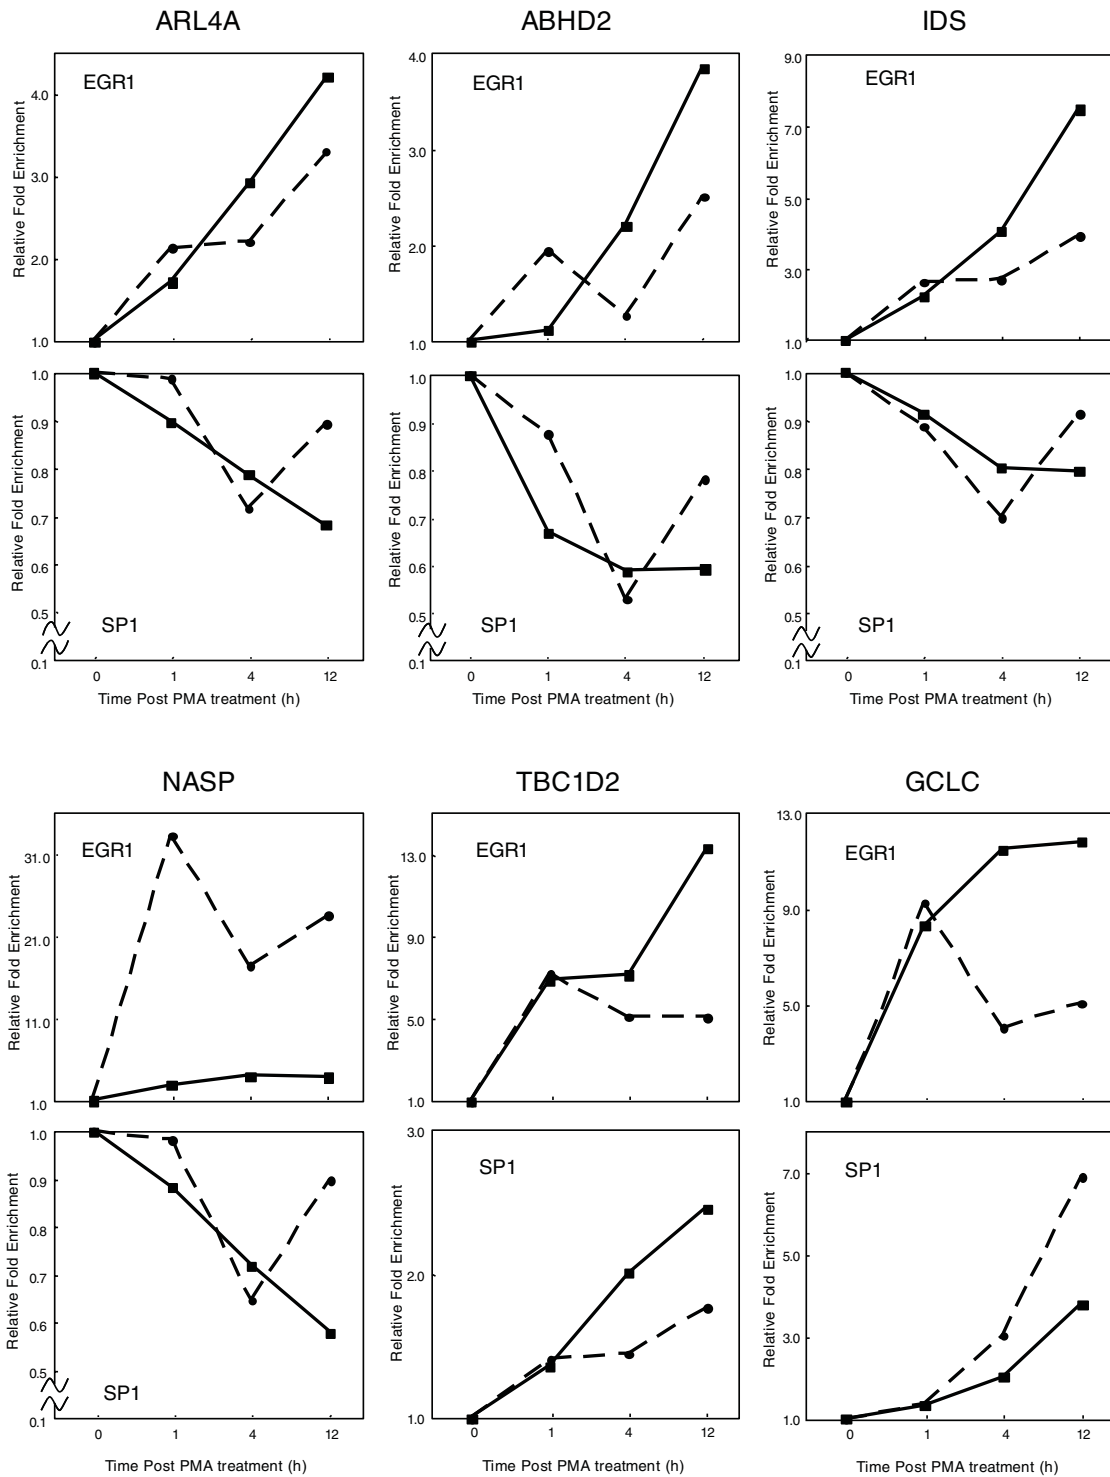 ARL4A
ABHD2
IDS
EGR1
4.0
3.0
2.0
1.0
Relative Fold Enrichment
EGR1
4.0
3.0
2.0
1.0
Relative Fold Enrichment
EGR1
9.0
7.0
5.0
3.0
1.0
Relative Fold Enrichment
1.0
0.9
0.8
0.7
0.6
0.5
0.1
Relative Fold Enrichment
SP1
0 1 4 12
Time Post PMA treatment (h)
1.0
0.9
0.8
0.7
0.6
0.5
0.1
Relative Fold Enrichment
SP1
0 1 4 12
Time Post PMA treatment (h)
1.0
0.9
0.8
0.7
0.6
0.5
0.1
Relative Fold Enrichment
SP1
0 1 4 12
Time Post PMA treatment (h)
NASP
TBC1D2
GCLC
EGR1
31.0
21.0
11.0
1.0
Relative Fold Enrichment
EGR1
13.0
9.0
5.0
1.0
Relative Fold Enrichment
EGR1
13.0
9.0
5.0
1.0
Relative Fold Enrichment
1.0
0.9
0.8
0.7
0.6
0.5
0.1
Relative Fold Enrichment
SP1
0 1 4 12
Time Post PMA treatment (h)
SP1
3.0
2.0
1.0
Relative Fold Enrichment
0 1 4 12
Time Post PMA treatment (h)
SP1
7.0
5.0
3.0
1.0
Relative Fold Enrichment
0 1 4 12
Time Post PMA treatment (h)